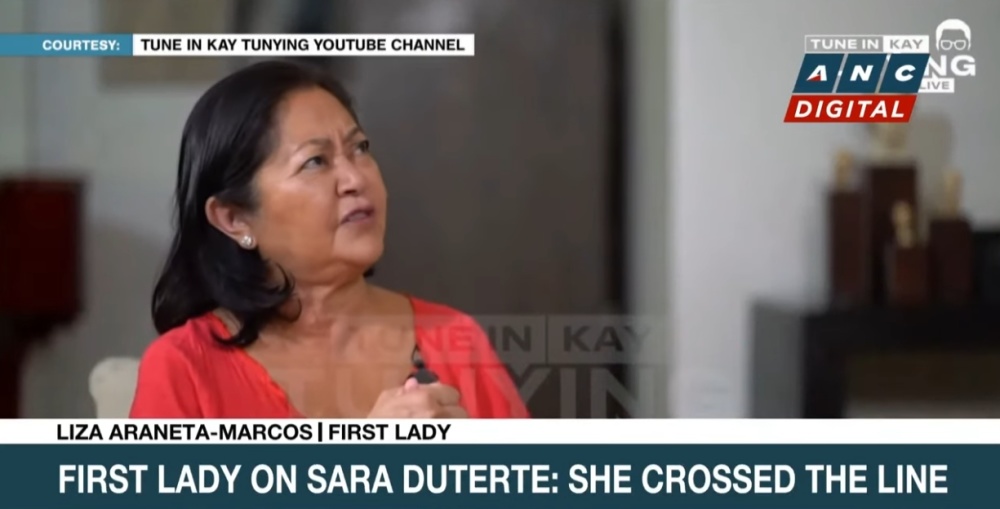 COURTESY: TUNE IN KAY TUNYING YOUTUBE CHANNEL
TUNE IN KAY
NG
LIVE
ANC
DIGITAL
TUNE IN KAY
TUNYING
LIZA ARANETA-MARCOS | FIRST LADY
FIRST LADY ON SARA DUTERTE: SHE CROSSED THE LINE